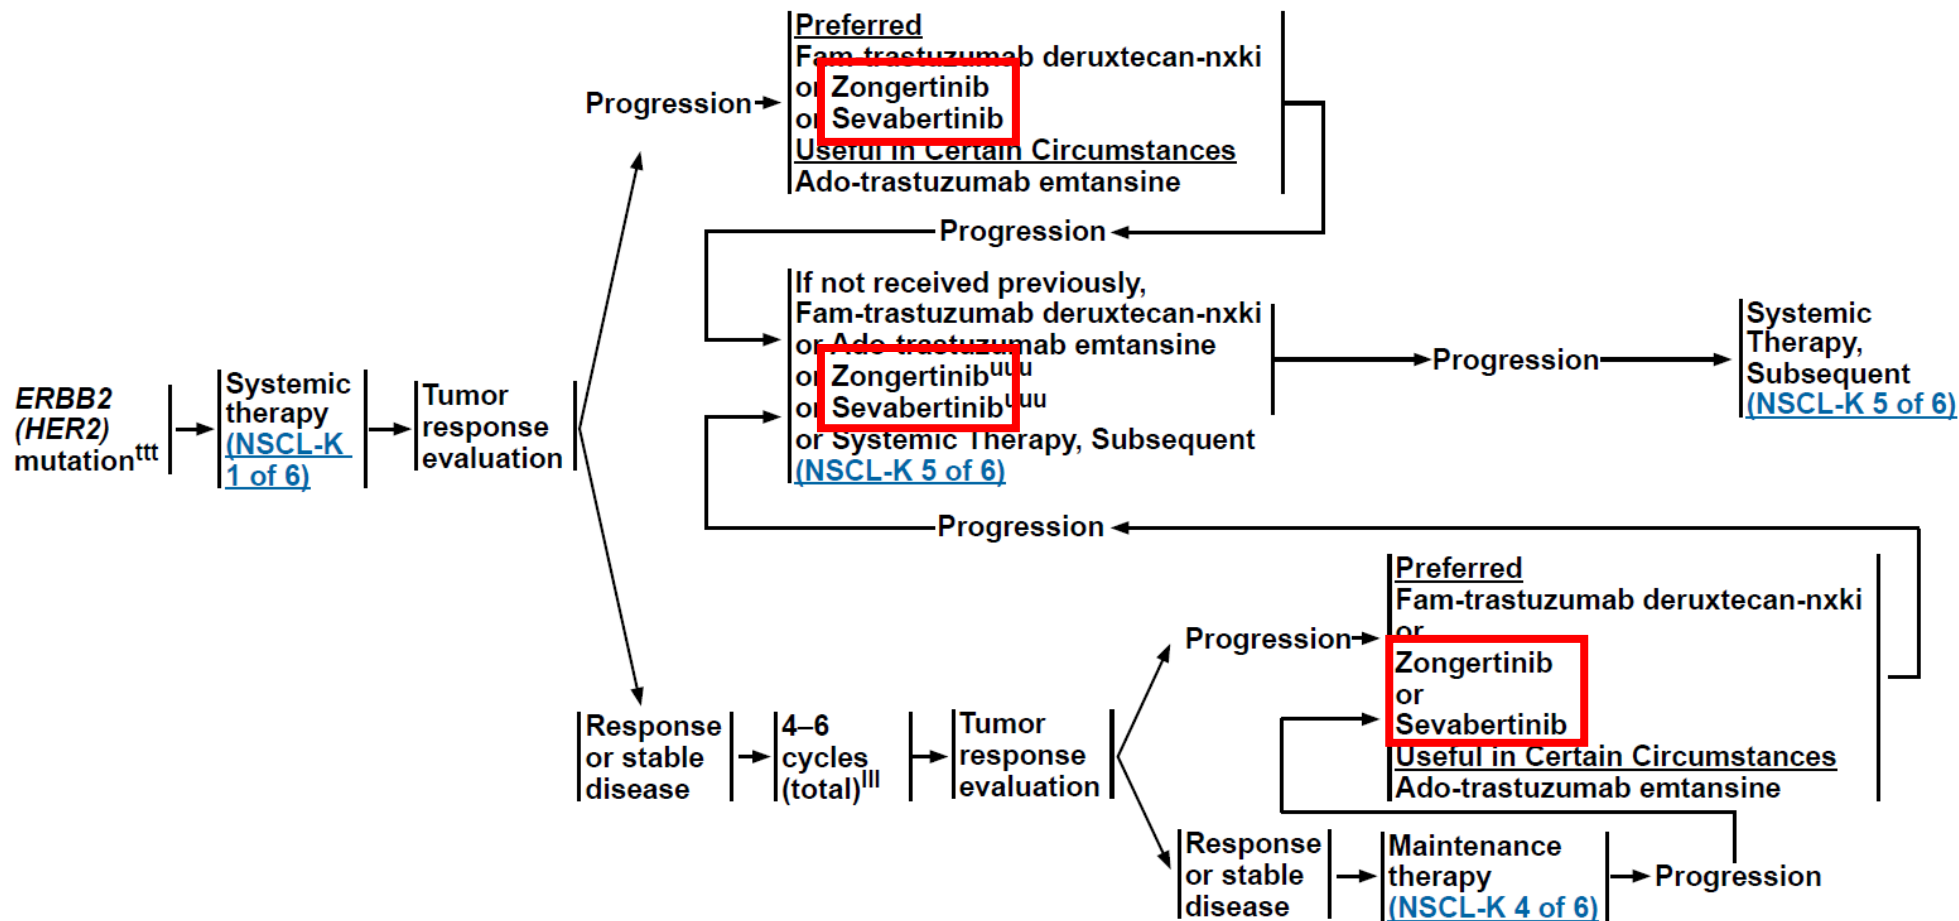 Preferred
Fam-trastuzumab deruxtecan-nxki
or Zongertinib
or Sevabertinib
Useful in Certain Circumstances
Ado-trastuzumab emtansine
Progression
Progression
If not received previously,
Fam-trastuzumab deruxtecan-nxki
or Ado-trastuzumab emtansine
or Zongertinibuuu
or Sevabertinibuuu
or Systemic Therapy, Subsequent
(NSCL-K 5 of 6)
Progression
Systemic
Therapy,
Subsequent
(NSCL-K 5 of 6)
ERBB2
(HER2)
mutationttt
Systemic
therapy
(NSCL-K
1 of 6)
Tumor
response
evaluation
Progression
Preferred
Fam-trastuzumab deruxtecan-nxki
or
Zongertinib
or
Sevabertinib
Useful in Certain Circumstances
Ado-trastuzumab emtansine
Progression
Response
or stable
disease
4–6
cycles
(total)lll
Tumor
response
evaluation
Response
or stable
disease
Maintenance
therapy
(NSCL-K 4 of 6)
Progression